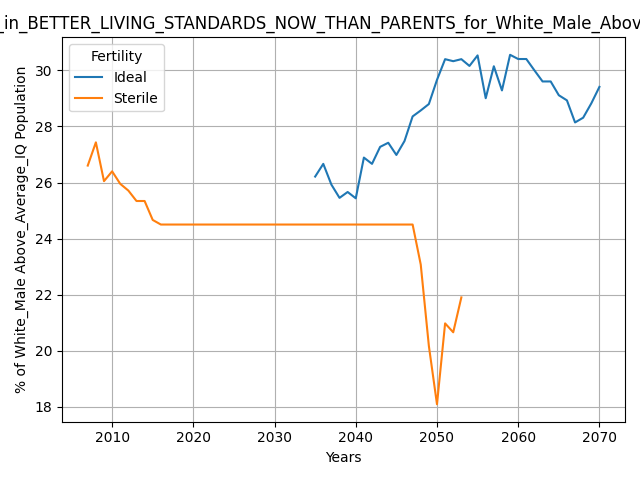 _in_BETTER_LIVING_STANDARDS_NOW_THAN_PARENTS_for_White_Male_Abov
% of White_Male Above_Average_IQ Population
Fertility
Ideal
Sterile
30
28
26
24
22
20
18
2010 2020 2030 2040 2050 2060 2070
Years